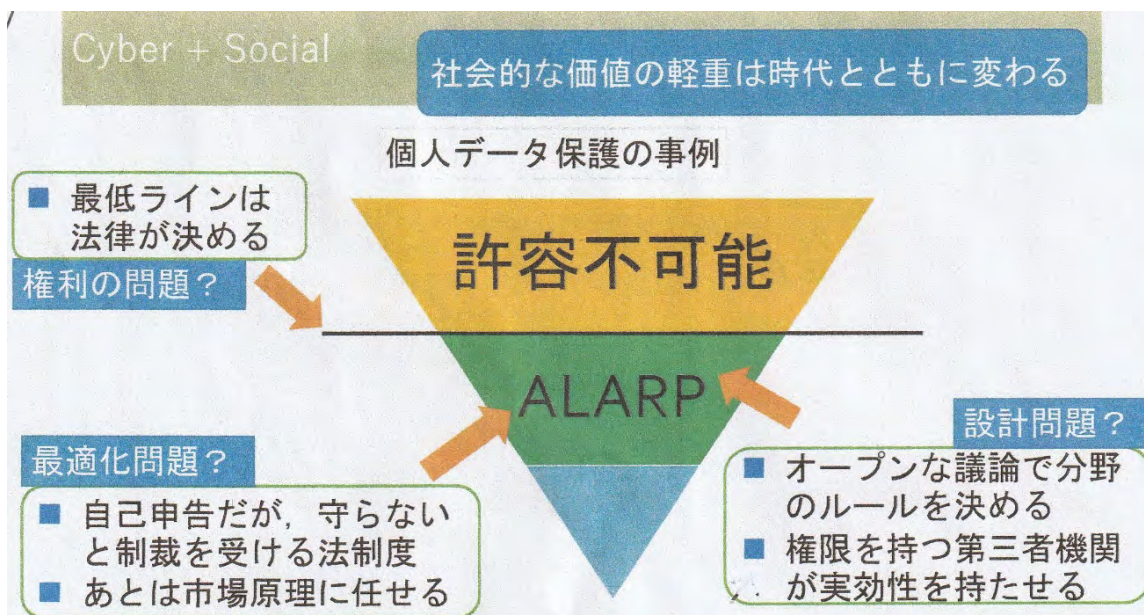 Cyber + Social
社会的な価値の軽重は時代とともに変わる
個人データ保護の事例
■ 最低ラインは
法律が決める
権利の問題？
許容不可能
ALARP
最適化問題？
■ 自己申告だが，守らない
と制裁を受ける法制度
■ あとは市場原理に任せる
設計問題？
■ オープンな議論で分野
のルールを決める
■ 権限を持つ第三者機関
が実効性を持たせる